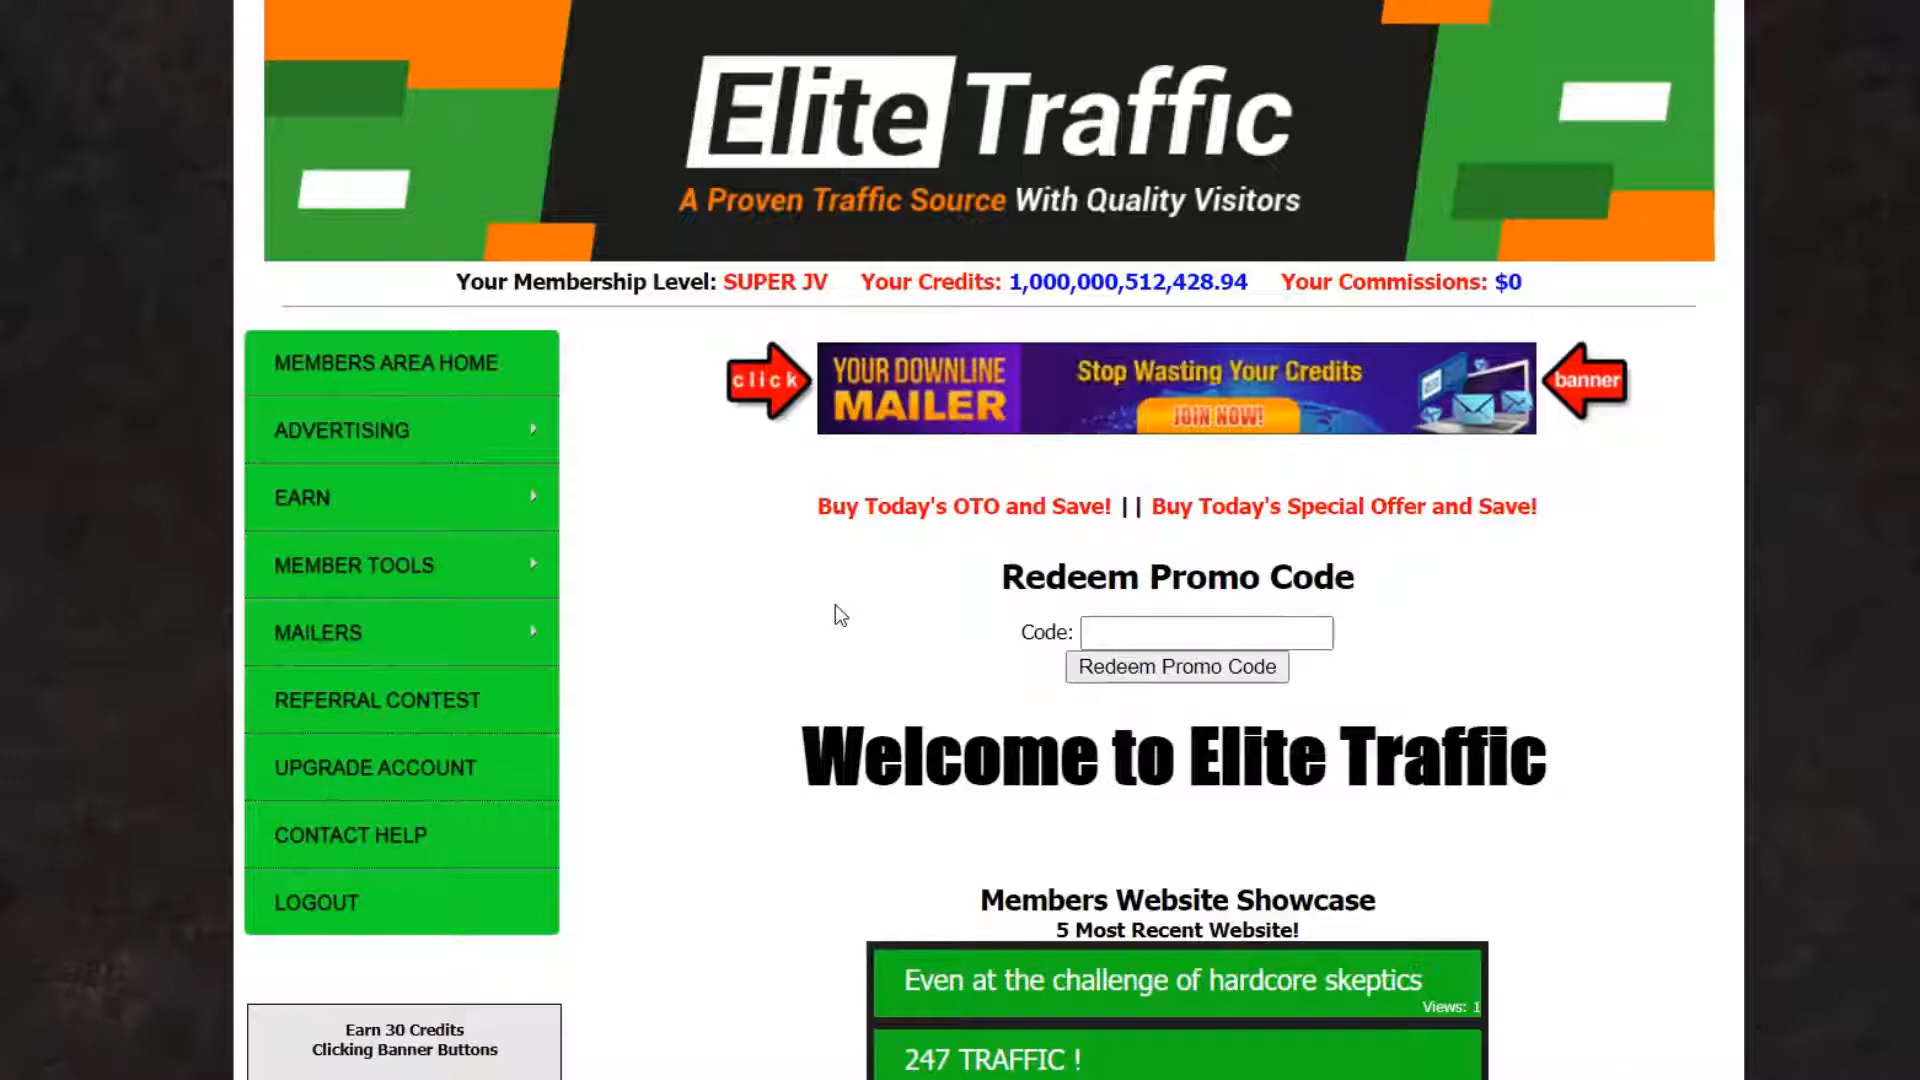 Elite Traffic
A Proven Traffic Source With Quality Visitors
Your Membership Level: SUPER JV Your Credits: 1,000,000,512,428.94 Your Commissions: $0
MEMBERS AREA HOME
ADVERTISING
EARN
MEMBER TOOLS
MAILERS
REFERRAL CONTEST
UPGRADE ACCOUNT
CONTACT HELP
LOGOUT
Earn 30 Credits
Clicking Banner Buttons
click
YOUR DOWNLINE
MAILER
Stop Wasting Your Credits
JOIN NOW!
banner
Buy Today's OTO and Save! || Buy Today's Special Offer and Save!
Redeem Promo Code
Code:
Redeem Promo Code
Welcome to Elite Traffic
Members Website Showcase
5 Most Recent Website!
Even at the challenge of hardcore skeptics
Views: 1
247 TRAFFIC !